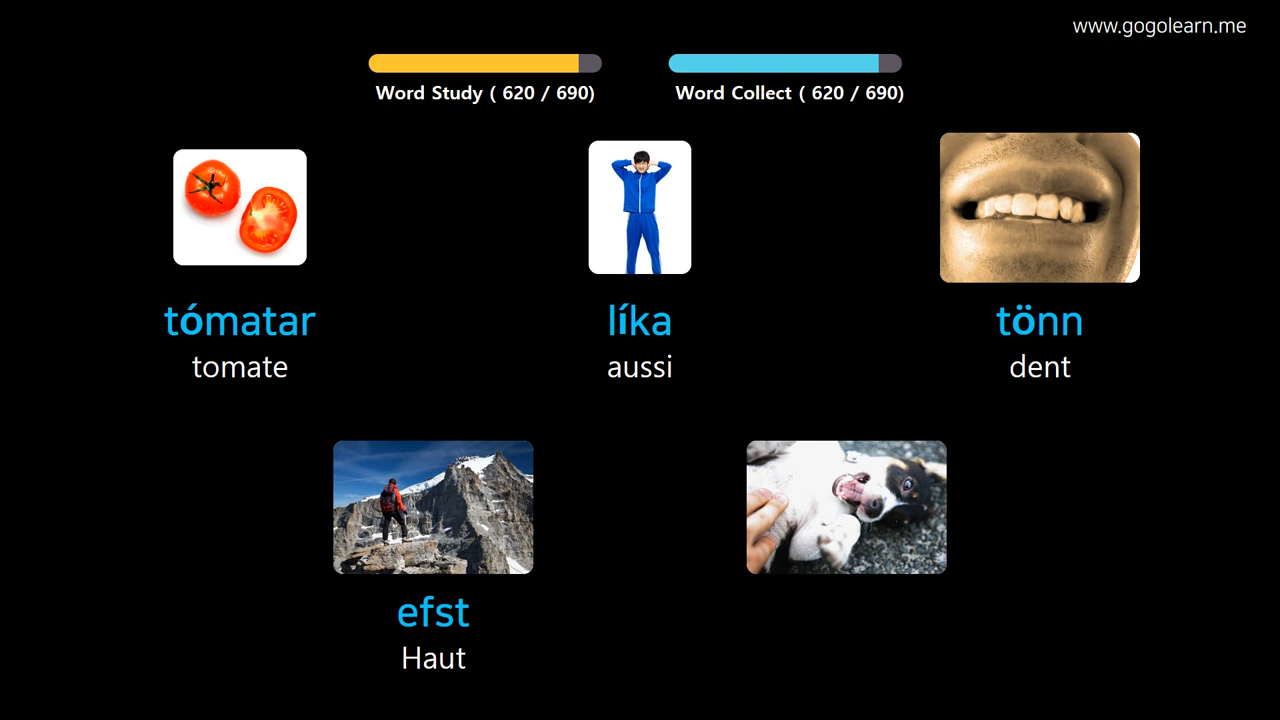 www.gogolearn.me
Word Study ( 620 / 690)
Word Collect ( 620 / 690)
tómatar
tomate
líka
aussi
tönn
dent
efst
Haut